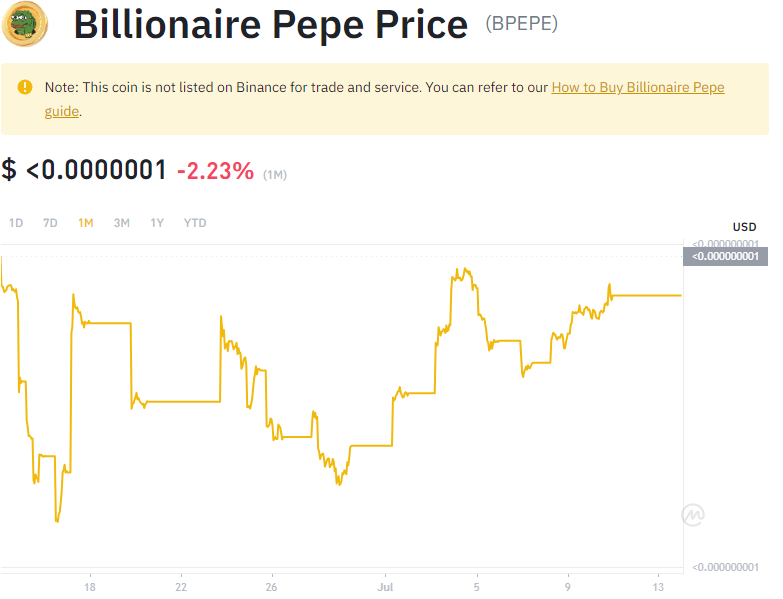 Billionaire Pepe Price (BPEPE)
Note: This coin is not listed on Binance for trade and service. You can refer to our How to Buy Billionaire Pepe
guide.
$ <0.0000001 -2.23% (1M)
1D 7D 1M 3M 1Y YTD
USD
<0.000000001
<0.000000001
<0.000000001
18 22 26 Jul 5 9 13